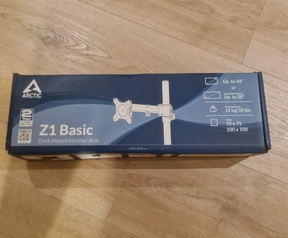 ARCTIC
Z1 Basic
Desk Mount Monitor Arm
Up to 34"
or
Up to 38"
15 kg/33 lbs
75 x 75
100 x 100